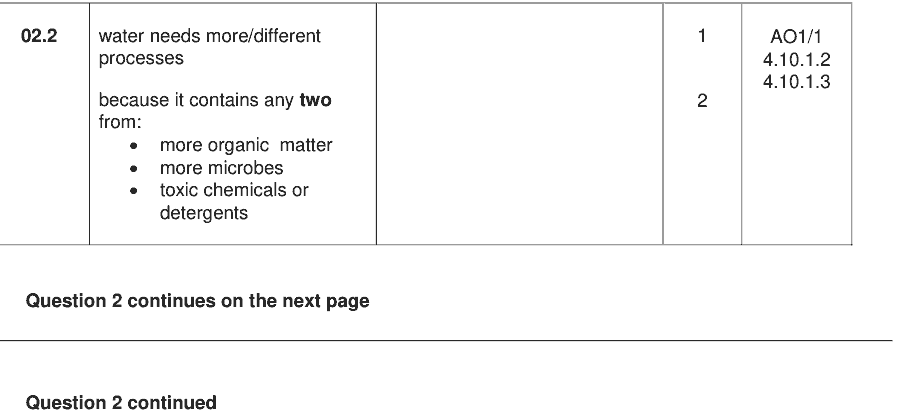 02.2
water needs more/different
processes
because it contains any two
from:
• more organic matter
• more microbes
• toxic chemicals or
detergents
1
2
AO1/1
4.10.1.2
4.10.1.3
Question 2 continues on the next page
Question 2 continued